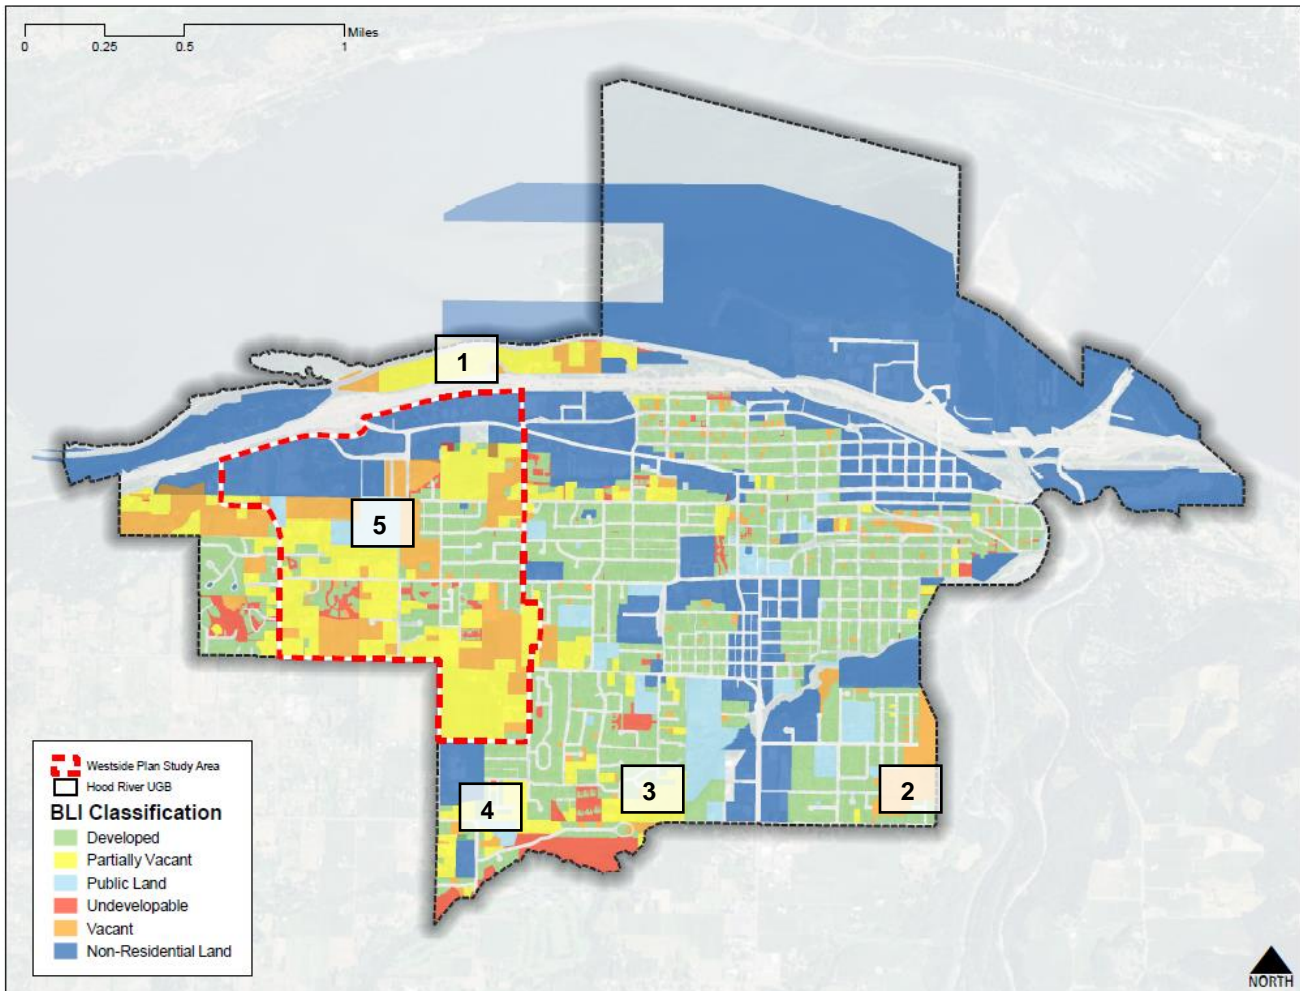 Miles
0 0.25 0.5 1
1
5
2
3
4
Westside Plan Study Area
Hood River UGB
BLI Classification
Developed
Partially Vacant
Public Land
Undevelopable
Vacant
Non-Residential Land
NORTH